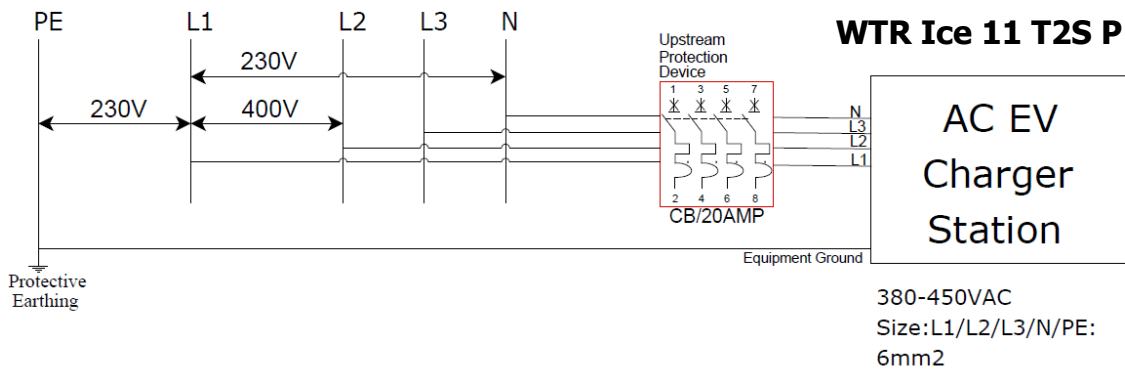 PE
L1
L2
L3
N
WTR Ice 11 T2S P
230V
230V
400V
Upstream
Protection
Device
1 3 5 7
2 4 6 8
CB/20AMP
N
L3
L2
L1
AC EV
Charger
Station
Equipment Ground
Protective
Earthing
380-450VAC
Size:L1/L2/L3/N/PE:
6mm2